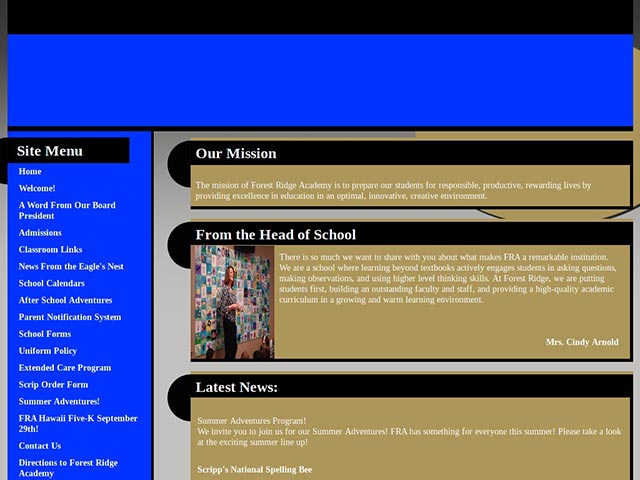 Site Menu
Home
Welcome!
A Word From Our Board
President
Admissions
Classroom Links
News From the Eagle's Nest
School Calendars
After School Adventures
Parent Notification System
School Forms
Uniform Policy
Extended Care Program
Scrip Order Form
Summer Adventures!
FRA Hawaii Five-K September
29th!
Contact Us
Directions to Forest Ridge
Academy
Our Mission
The mission of Forest Ridge Academy is to prepare our students for responsible, productive, rewarding lives by
providing excellence in education in an optimal, innovative, creative environment.
From the Head of School
There is so much we want to share with you about what makes FRA a remarkable institution.
We are a school where learning beyond textbooks actively engages students in asking questions,
making observations, and using higher level thinking skills. At Forest Ridge, we are putting
students first, building an outstanding faculty and staff, and providing a high-quality academic
curriculum in a growing and warm learning environment.
Mrs. Cindy Arnold
Latest News:
Summer Adventures Program!
We invite you to join us for our Summer Adventures! FRA has something for everyone this summer! Please take a look
at the exciting summer line up!
Scripp's National Spelling Bee